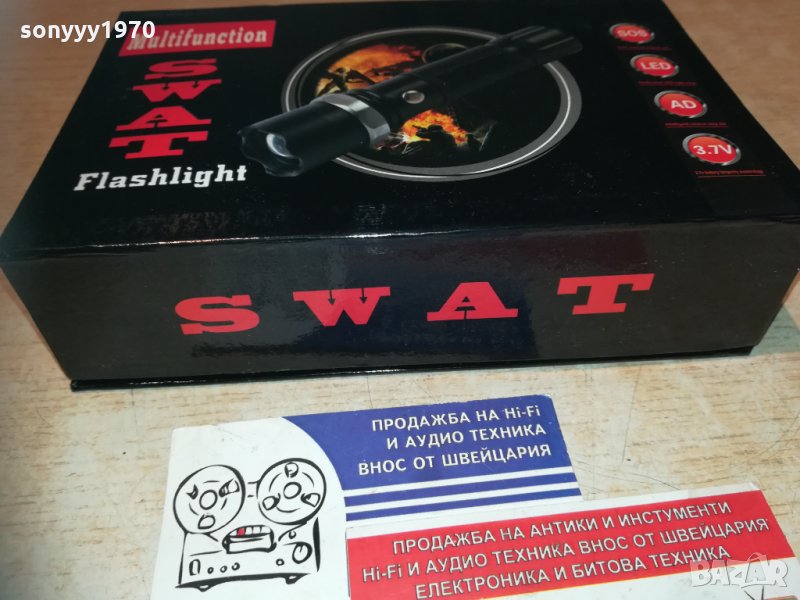 sonyyy1970
Multifunction
SWAT
Flashlight
SOS
LED
AD
3.7V
SWAT
ПРОДАЖБА НА Hi-Fi
И АУДИО ТЕХНИКА
ВНОС ОТ ШВЕЙЦАРИЯ
ПРОДАЖБА НА АНТИКИ И ИНСТУМЕНТИ
Hi-Fi И АУДИО ТЕХНИКА ВНОС ОТ ШВЕЙЦАРИЯ
ЕЛЕКТРОНИКА И БИТОВА ТЕХНИКА
BAZAR